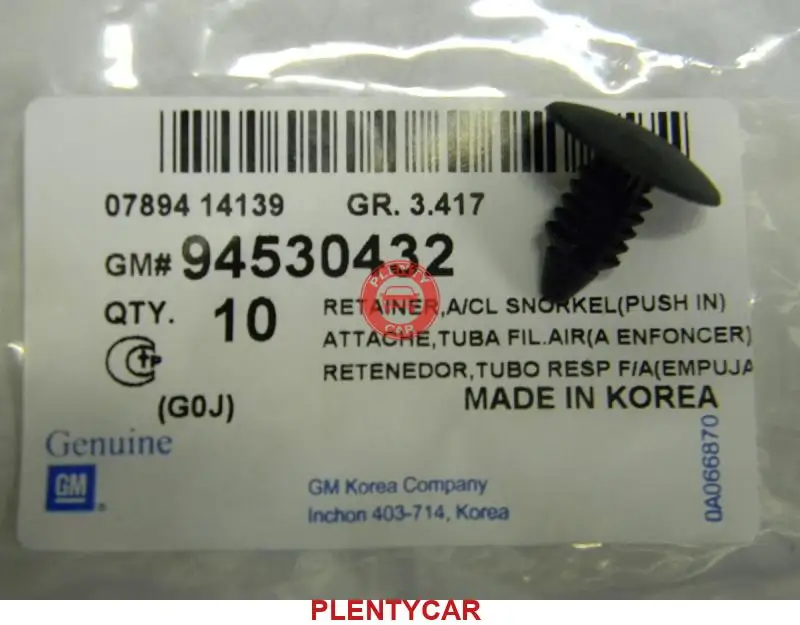 07894 14139 GR. 3.417
GM# 94530432
QTY. 10
RETAINER,A/CL SNORKEL(PUSH IN)
ATTACHE,TUBA FIL.AIR(A ENFONCER)
RETENEDOR,TUBO RESP F/A(EMPUJA
MADE IN KOREA
(G0J)
Genuine
GM
GM Korea Company
Inchon 403-714, Korea
0A066870
PLENTY
CAR
PLENTYCAR